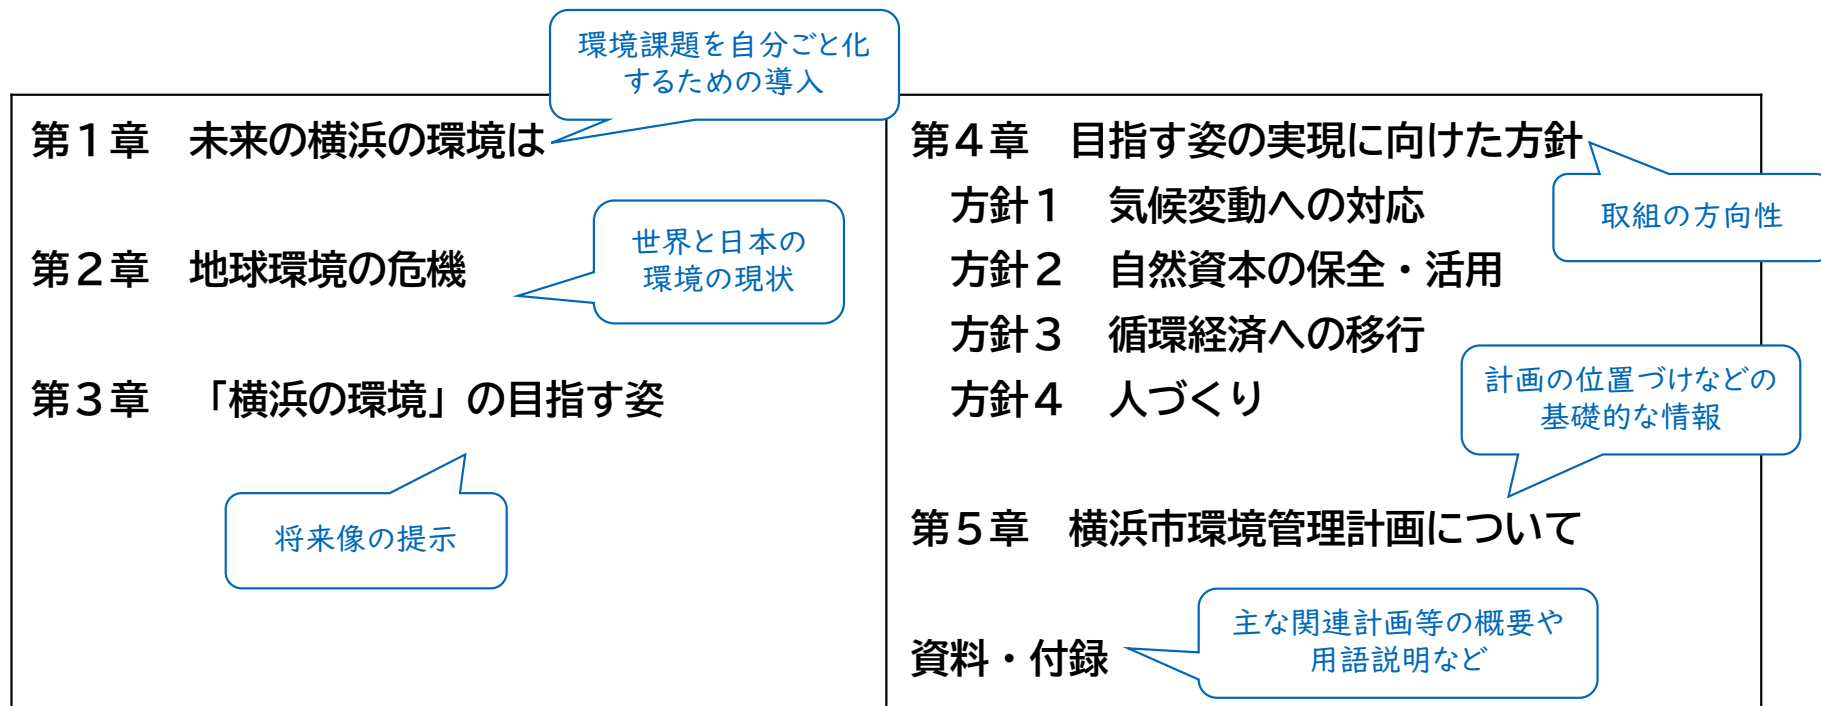 環境課題を自分ごと化
するための導入
第1章　未来の横浜の環境は
世界と日本の
環境の現状
第2章　地球環境の危機
第3章　「横浜の環境」の目指す姿
将来像の提示
第4章　目指す姿の実現に向けた方針
取組の方向性
方針1　気候変動への対応
方針2　自然資本の保全・活用
方針3　循環経済への移行
方針4　人づくり
計画の位置づけなどの
基礎的な情報
第5章　横浜市環境管理計画について
主な関連計画等の概要や
用語説明など
資料・付録